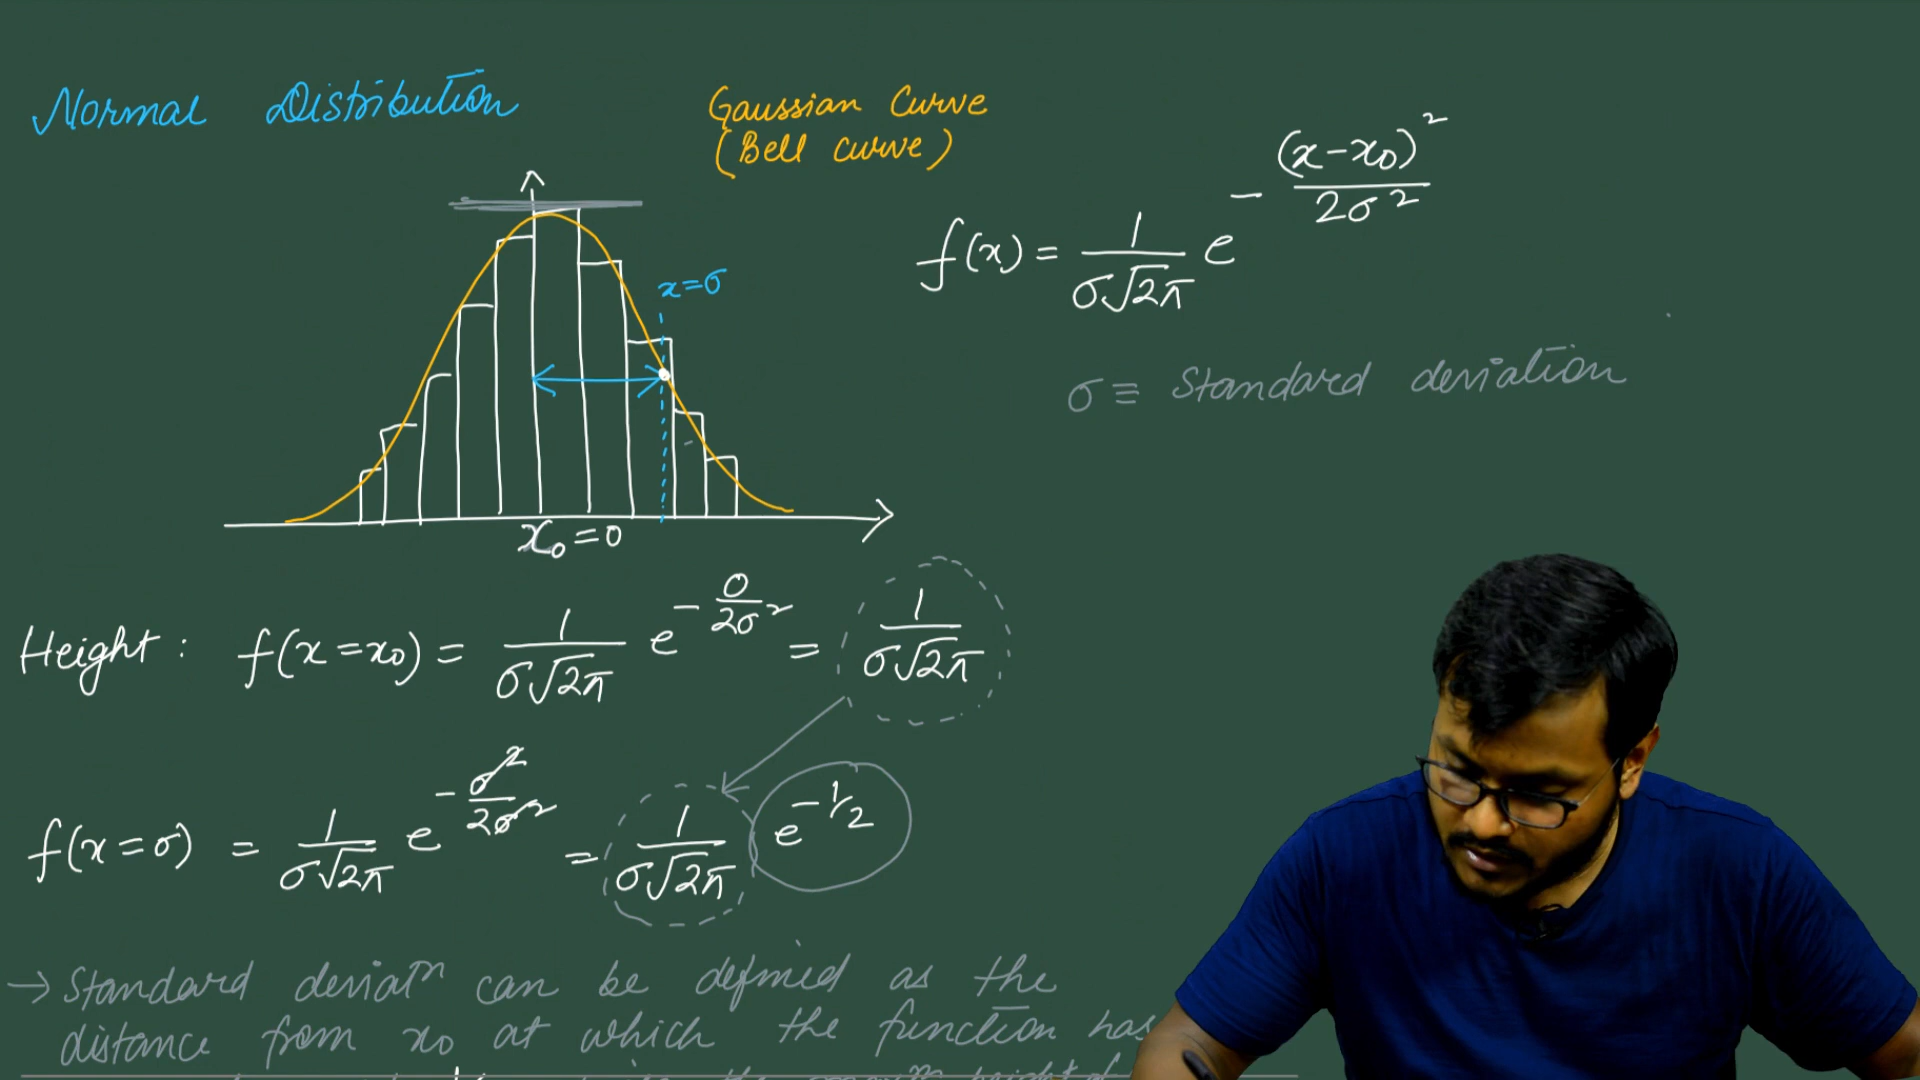 Normal Distribution
Gaussian Curve
(Bell curve)
f(x) = 1/(σ√2π) e^(-(x-x₀)²/2σ²)
x=σ
σ ≡ Standard deviation
x₀=0
Height : f(x=x₀) = 1/(σ√2π) e^(-0/2σ²) = 1/(σ√2π)
f(x=σ) = 1/(σ√2π) e^(-σ²/2σ²) = 1/(σ√2π) e^(-1/2)
→ Standard deviatⁿ can be defined as the
distance from x₀ at which the function has